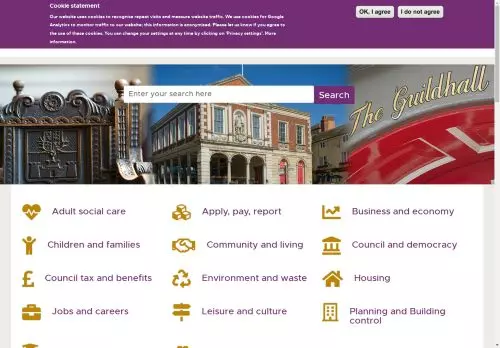 Cookie statement
Our website uses cookies to recognise repeat visits and measure website traffic. We use cookies for Google
Analytics to monitor traffic to our website; this information is anonymised. Please let us know if you agree to
the use of these cookies. You can change your settings at any time by clicking on 'Privacy settings'. More
information.
OK, I agree
I do not agree
The Guildhall
Enter your search here
Search
Adult social care
Apply, pay, report
Business and economy
Children and families
Community and living
Council and democracy
Council tax and benefits
Environment and waste
Housing
Jobs and careers
Leisure and culture
Planning and Building
control